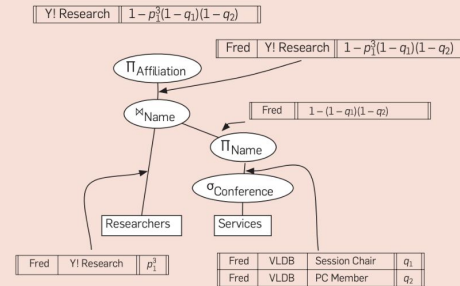 Y! Research 1-p₁³(1-q₁)(1-q₂)
Fred Y! Research 1-p₁³(1-q₁)(1-q₂)
Π Affiliation
⋈ Name
Fred 1-(1-q₁)(1-q₂)
Π Name
σ Conference
Researchers
Services
Fred Y! Research p₁³
Fred VLDB Session Chair q₁
Fred VLDB PC Member q₂